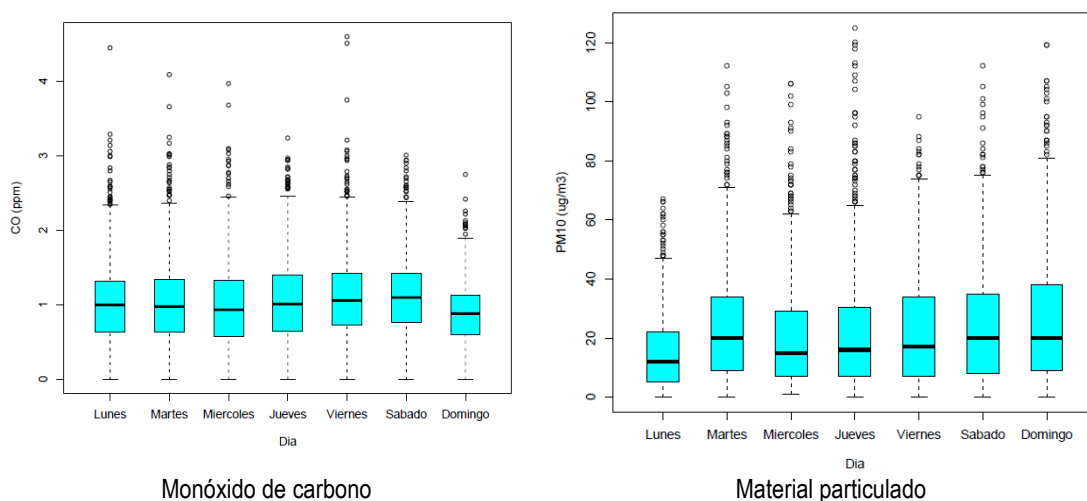 CO (ppm)
4
3
2
1
0
Lunes Martes Miercoles Jueves Viernes Sabado Domingo
Dia
Monóxido de carbono
PM10 (ug/m3)
120
100
80
60
40
20
0
Lunes Martes Miercoles Jueves Viernes Sabado Domingo
Dia
Material particulado